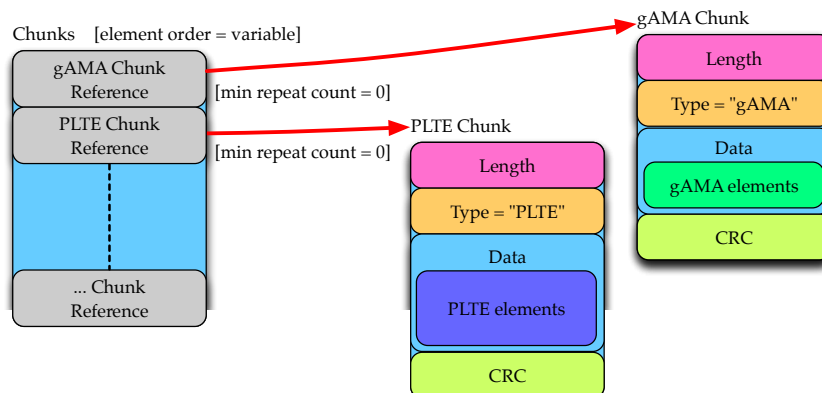 Chunks [element order = variable]
gAMA Chunk
Reference
[min repeat count = 0]
PLTE Chunk
Reference
[min repeat count = 0]
... Chunk
Reference
PLTE Chunk
Length
Type = "PLTE"
Data
PLTE elements
CRC
gAMA Chunk
Length
Type = "gAMA"
Data
gAMA elements
CRC